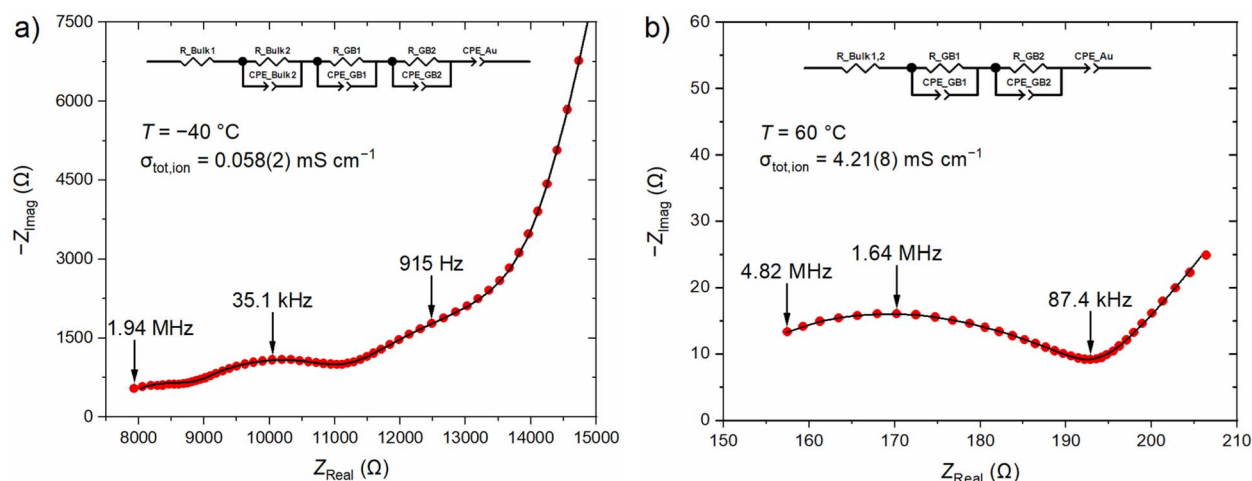 a)
R_Bulk1 R_Bulk2 R_GB1 R_GB2 CPE_Au
CPE_Bulk2 CPE_GB1 CPE_GB2
T = −40 °C
σtot,ion = 0.058(2) mS cm−1
1.94 MHz
35.1 kHz
915 Hz
7500
6000
4500
3000
1500
0
−ZImag (Ω)
8000 9000 10000 11000 12000 13000 14000 15000
ZReal (Ω)
b)
R_Bulk1,2 R_GB1 R_GB2 CPE_Au
CPE_GB1 CPE_GB2
T = 60 °C
σtot,ion = 4.21(8) mS cm−1
4.82 MHz
1.64 MHz
87.4 kHz
60
50
40
30
20
10
0
−ZImag (Ω)
150 160 170 180 190 200 210
ZReal (Ω)